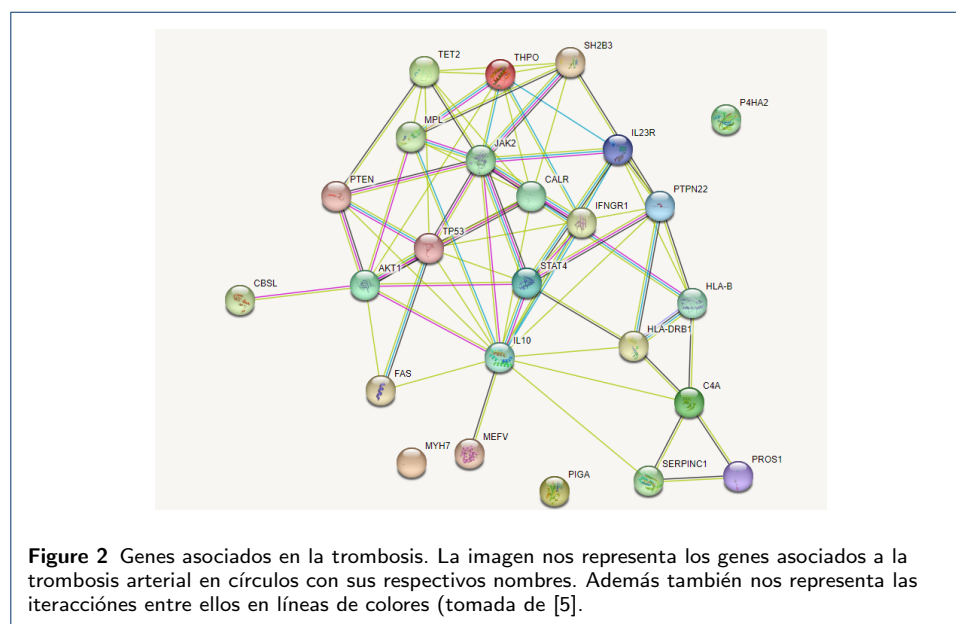 TET2
THPO
SH2B3
P4HA2
MPL
JAK2
IL23R
PTEN
CALR
PTPN22
IFNGR1
TP53
AKT1
STAT4
CBSL
HLA-B
HLA-DRB1
IL10
FAS
C4A
MYH7
MEFV
SERPINC1
PROS1
PIGA
Figure 2 Genes asociados en la trombosis. La imagen nos representa los genes asociados a la
trombosis arterial en círculos con sus respectivos nombres. Además también nos representa las
iteracciónes entre ellos en líneas de colores (tomada de [5].